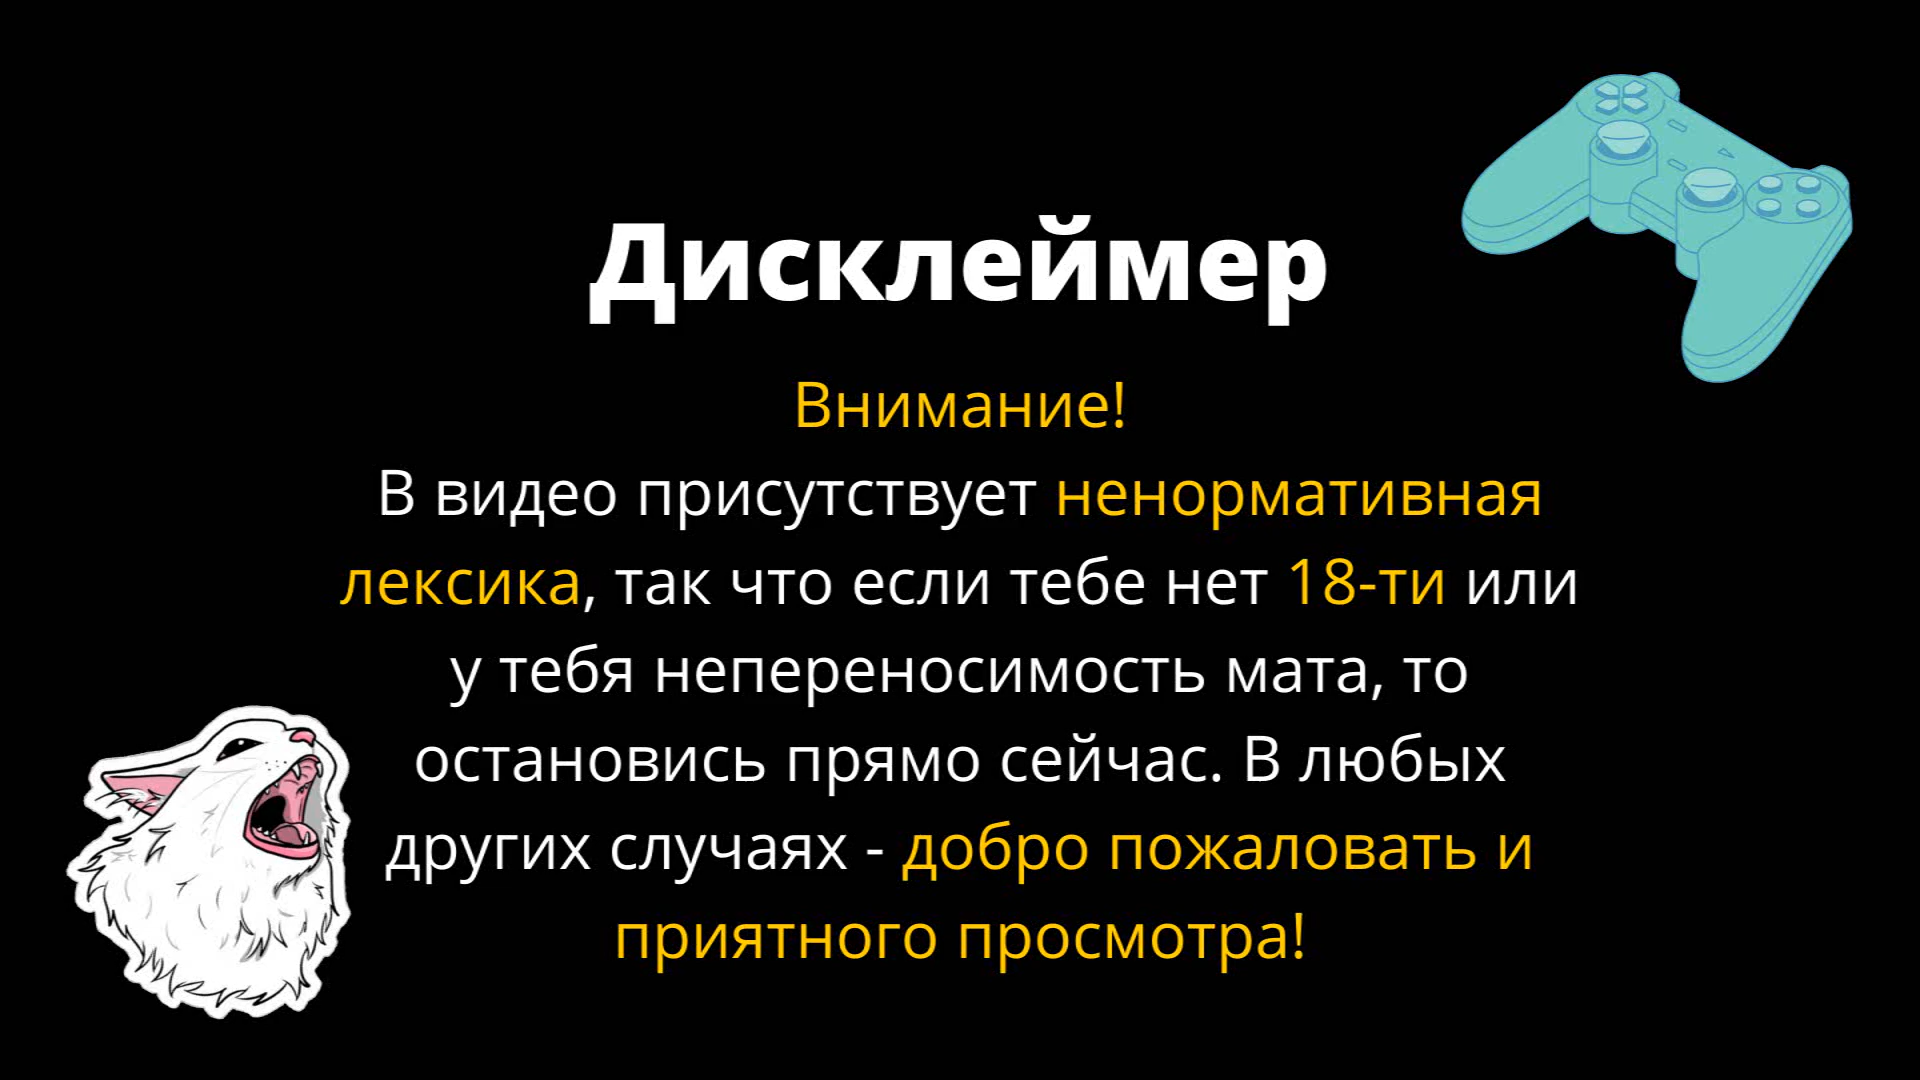 Дисклеймер
Внимание!
В видео присутствует ненормативная
лексика, так что если тебе нет 18-ти или
у тебя непереносимость мата, то
остановись прямо сейчас. В любых
других случаях - добро пожаловать и
приятного просмотра!